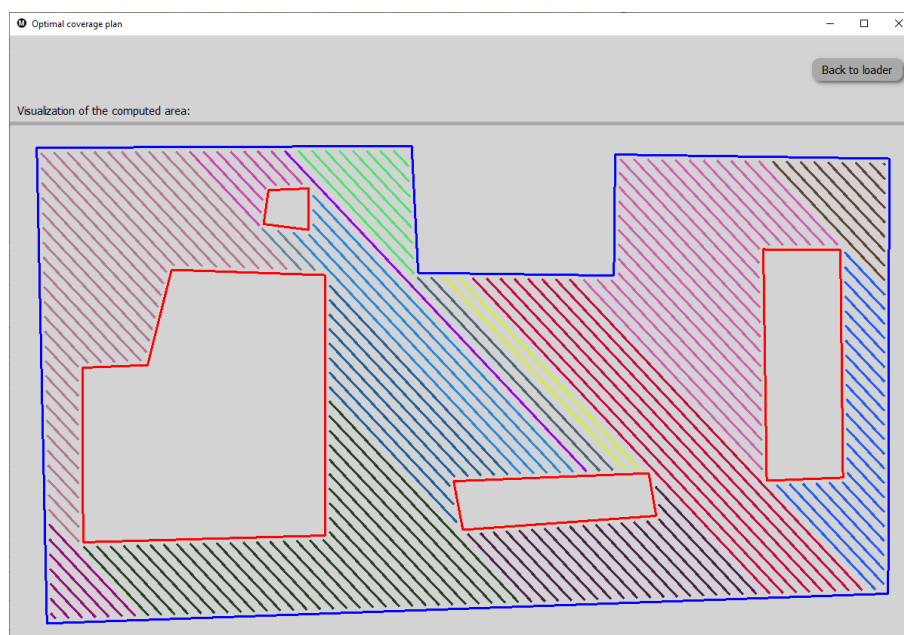 M Optimal coverage plan
Back to loader
Visualization of the computed area: